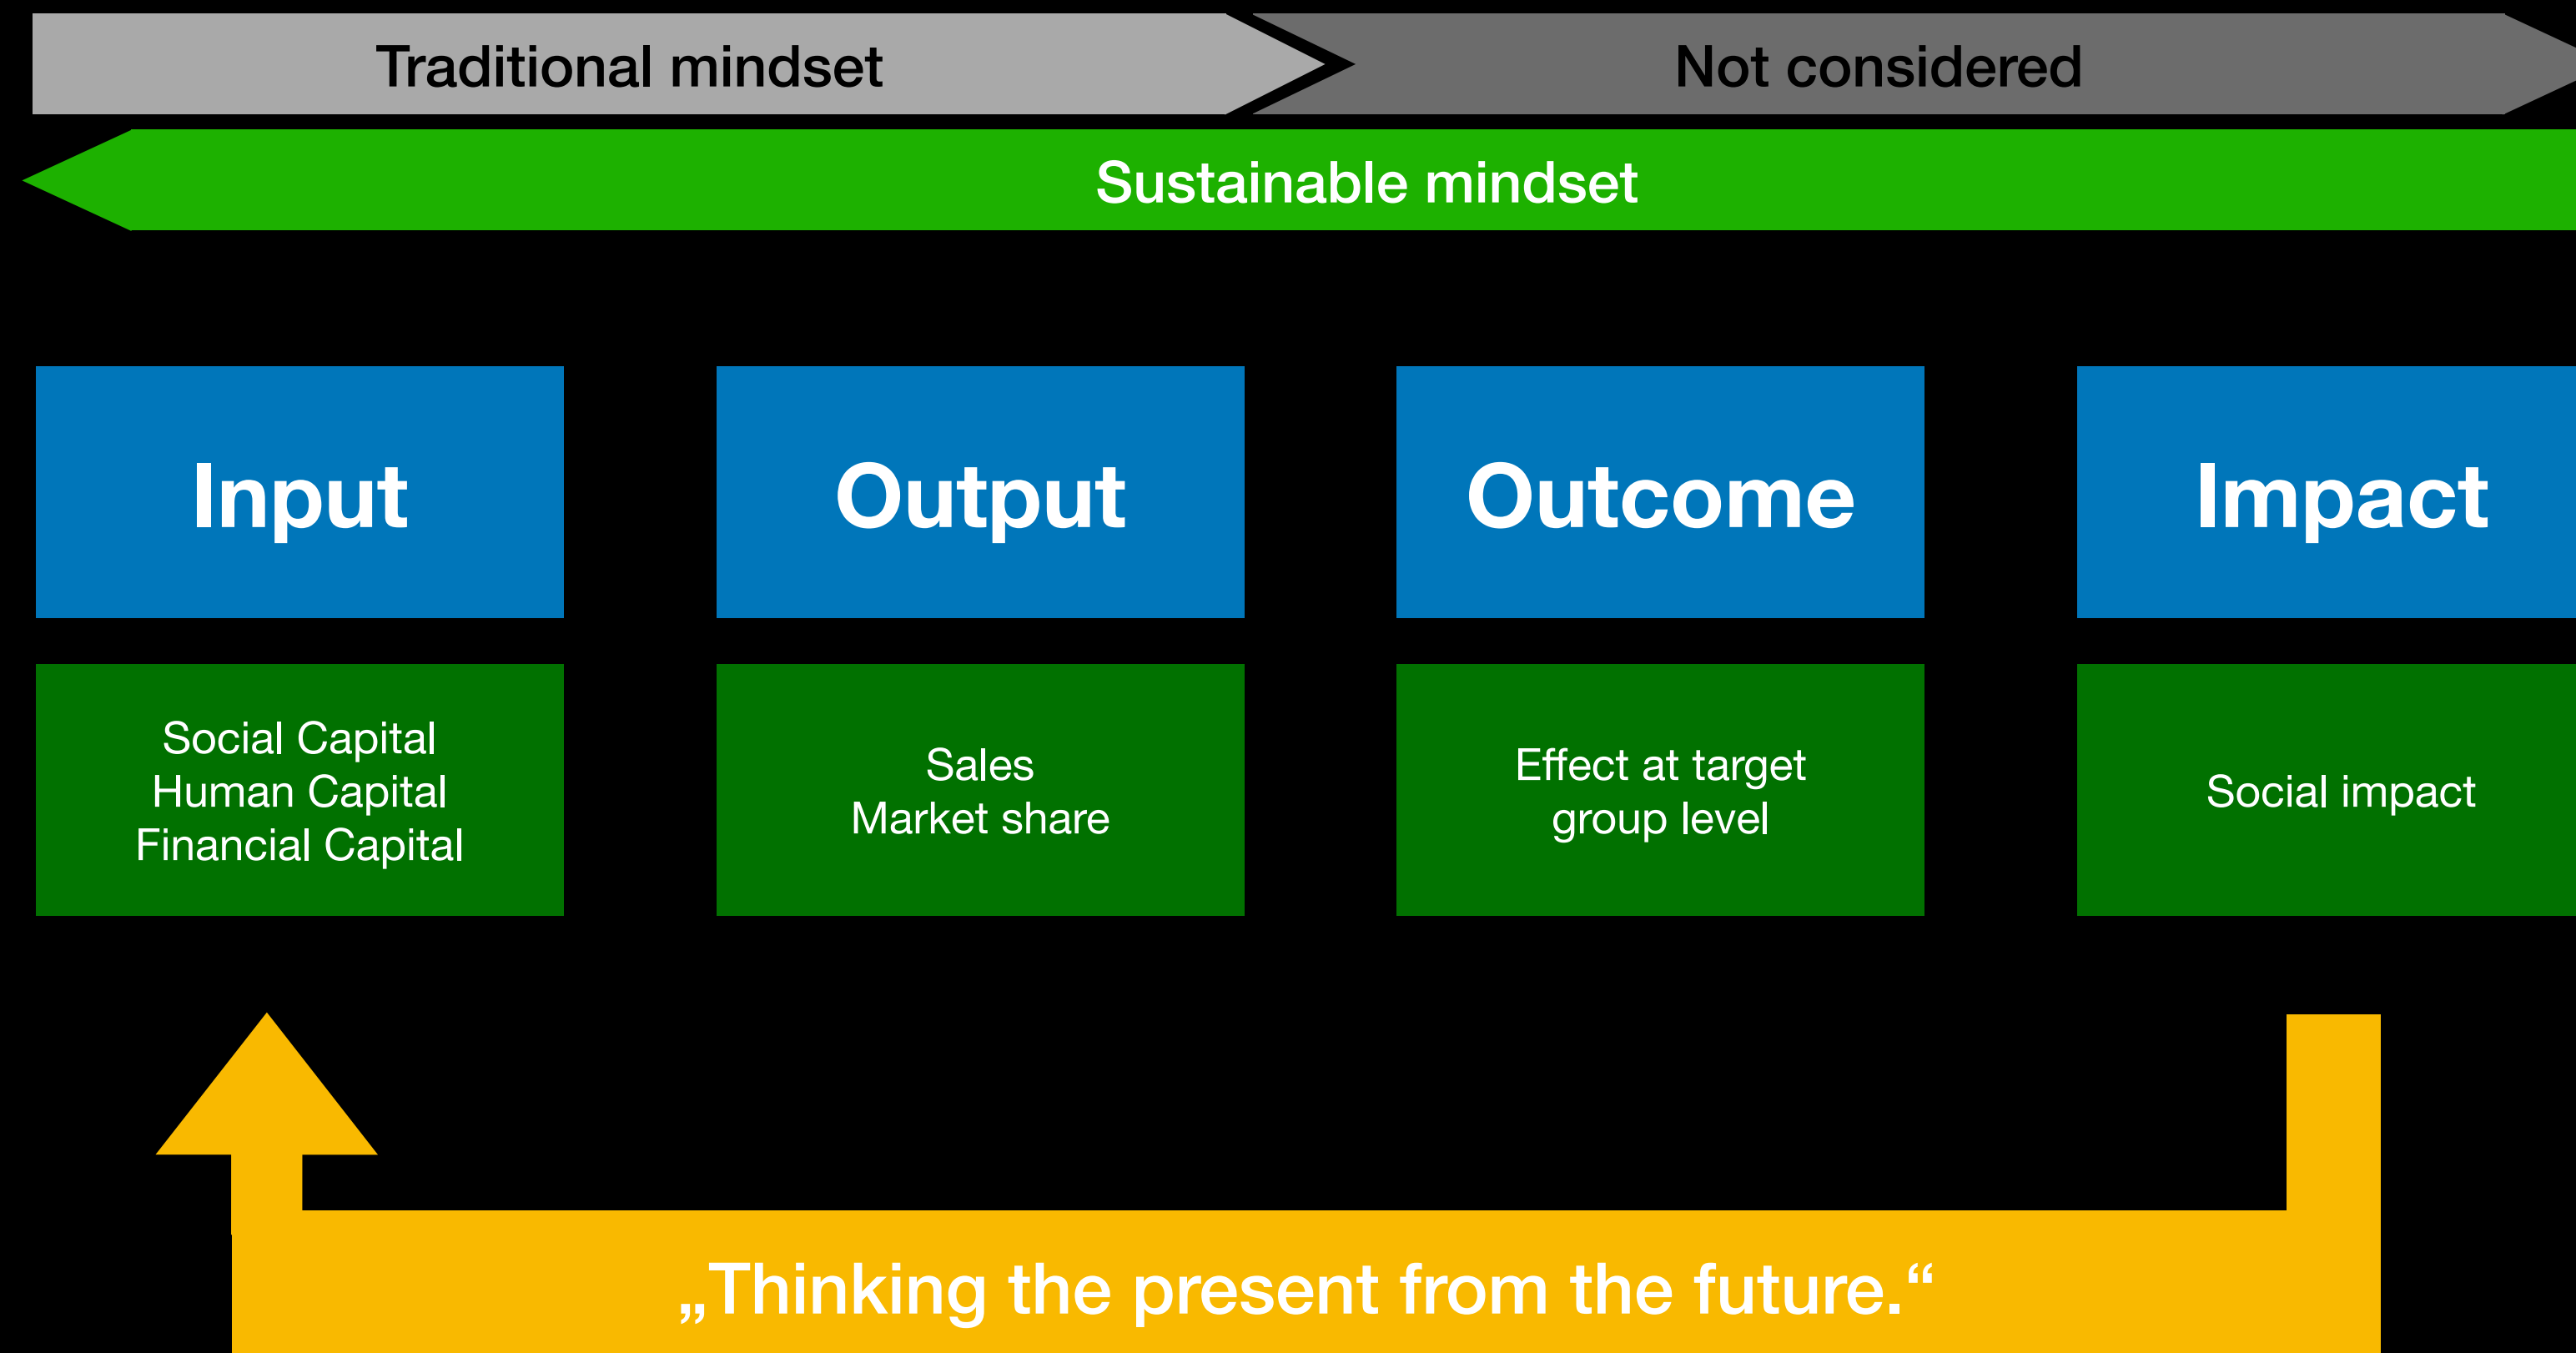 Traditional mindset
Not considered
Sustainable mindset
Input
Output
Outcome
Impact
Social Capital
Human Capital
Financial Capital
Sales
Market share
Effect at target
group level
Social impact
„Thinking the present from the future.“